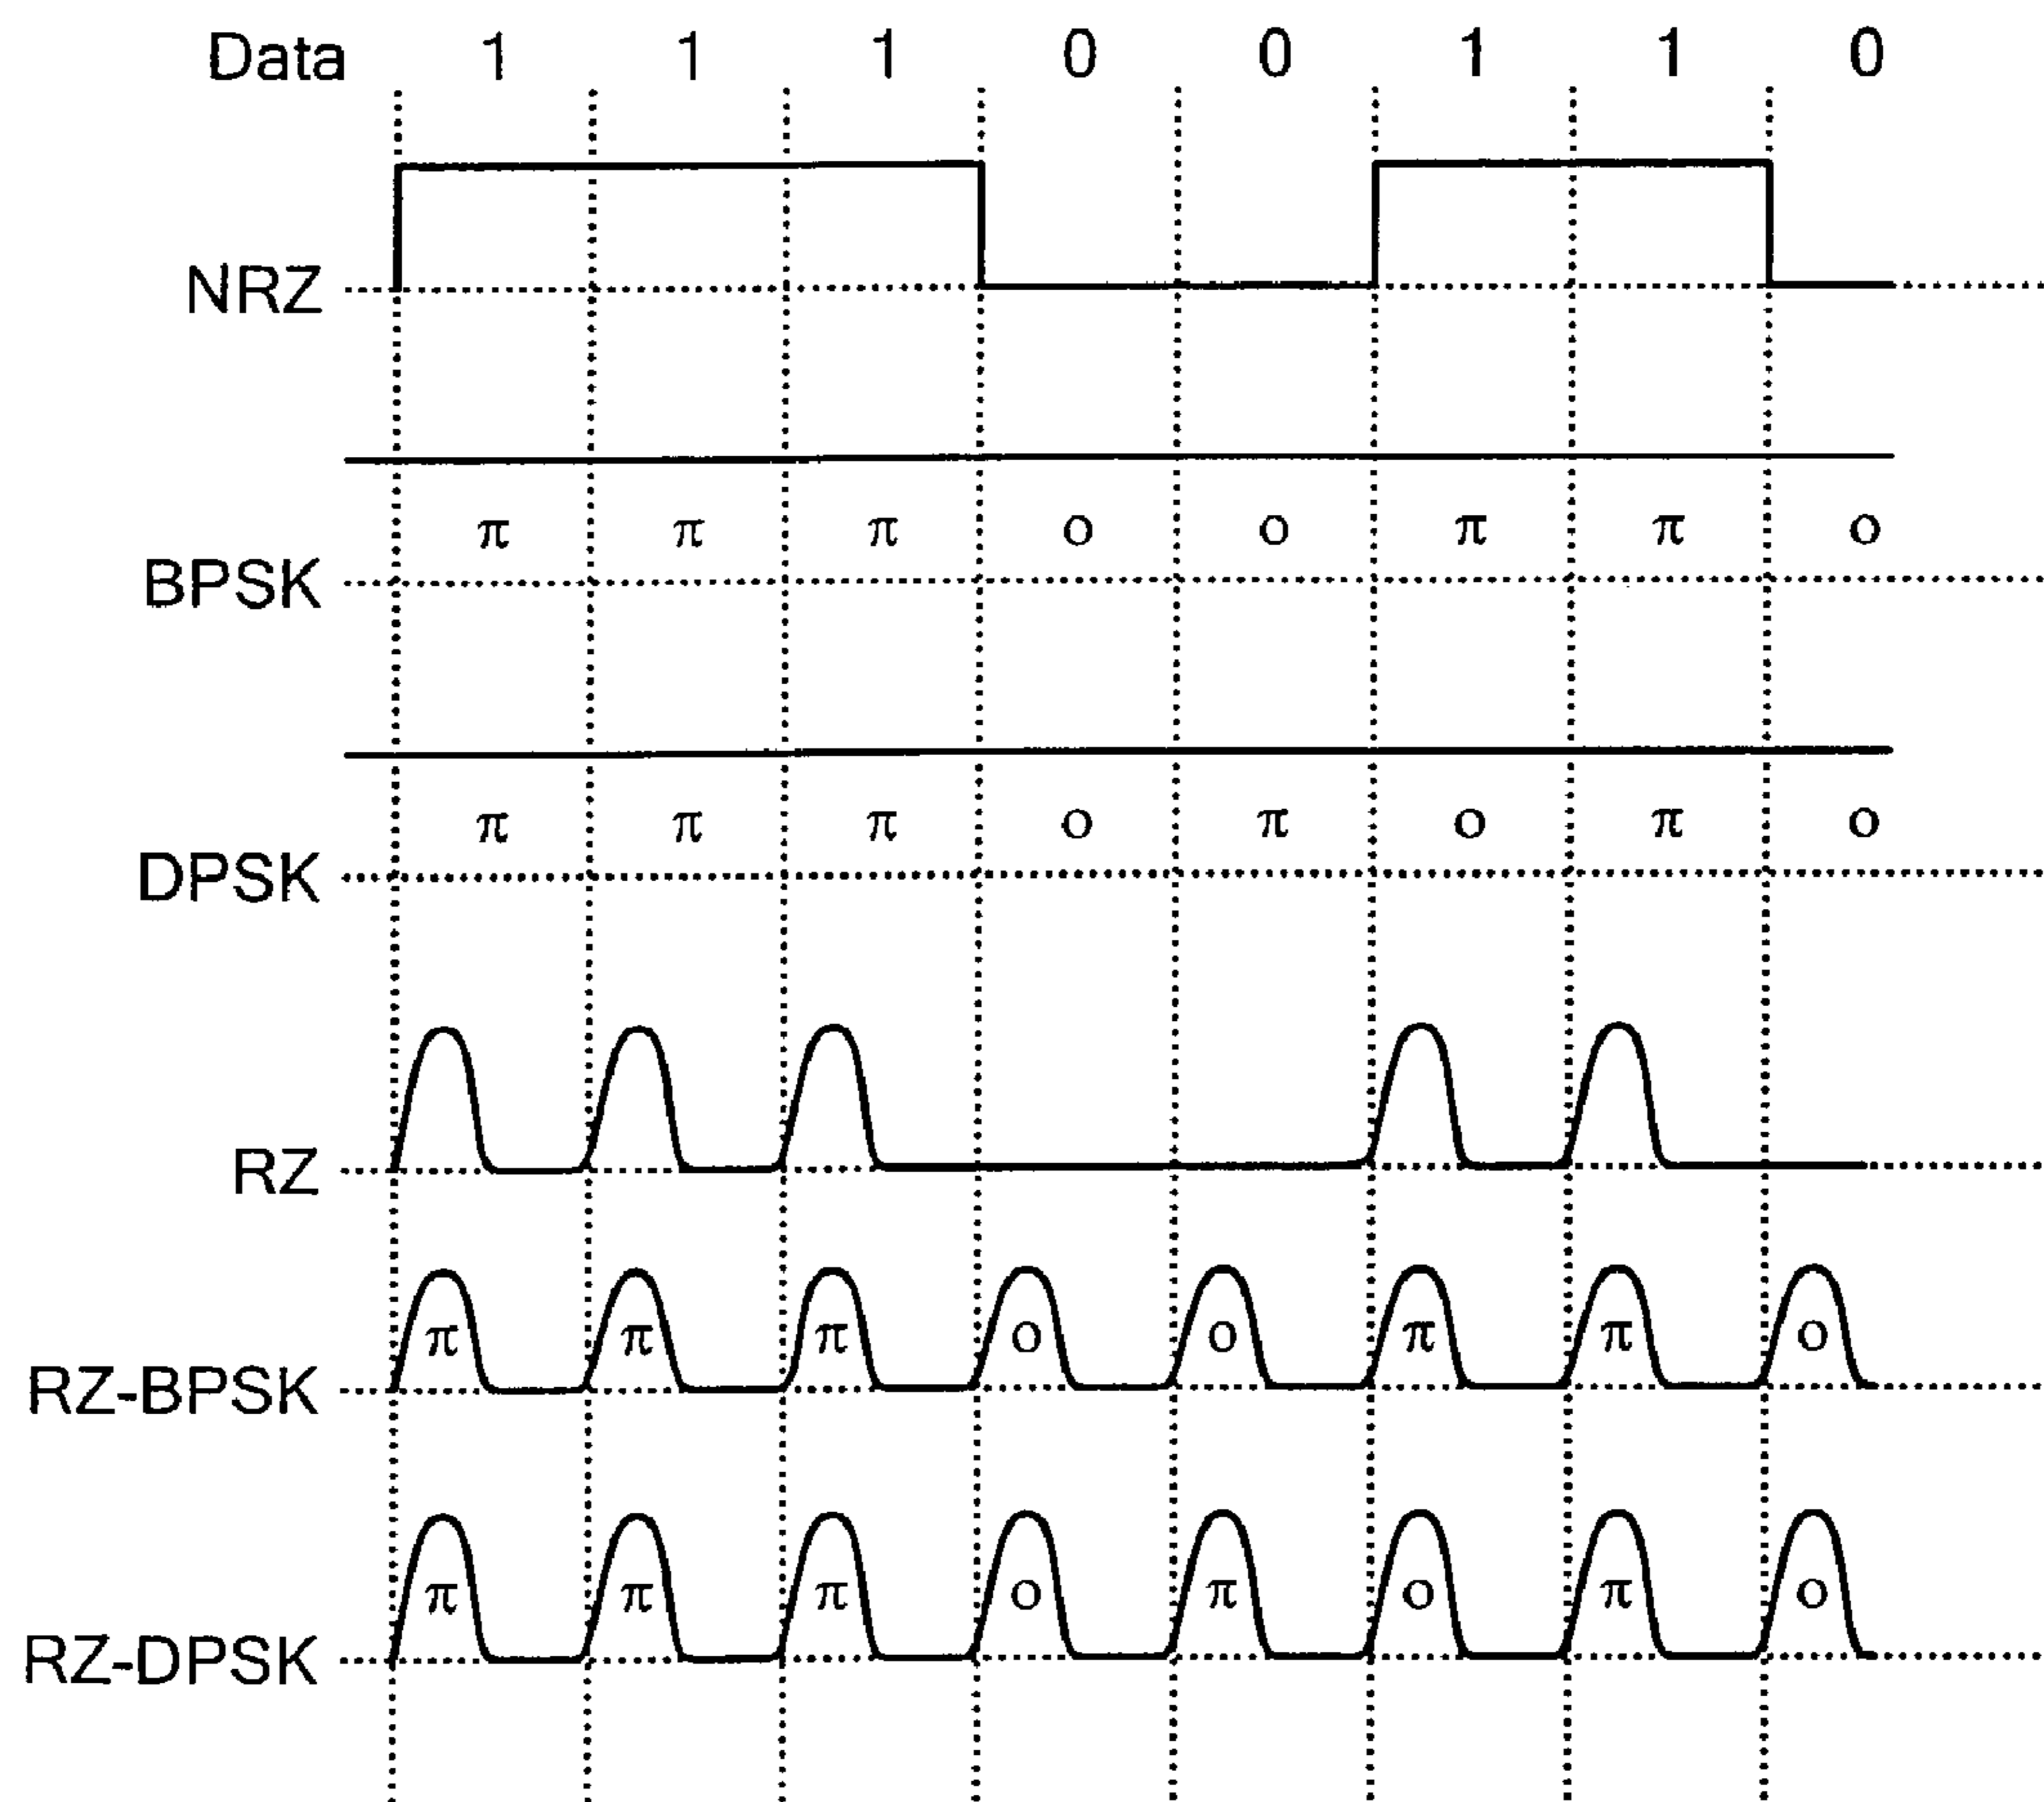 Data 1 1 1 0 0 1 1 0
NRZ
π π π o o π π o
BPSK
π π π o π o π o
DPSK
RZ
π π π o o π π o
RZ-BPSK
π π π o π o π o
RZ-DPSK